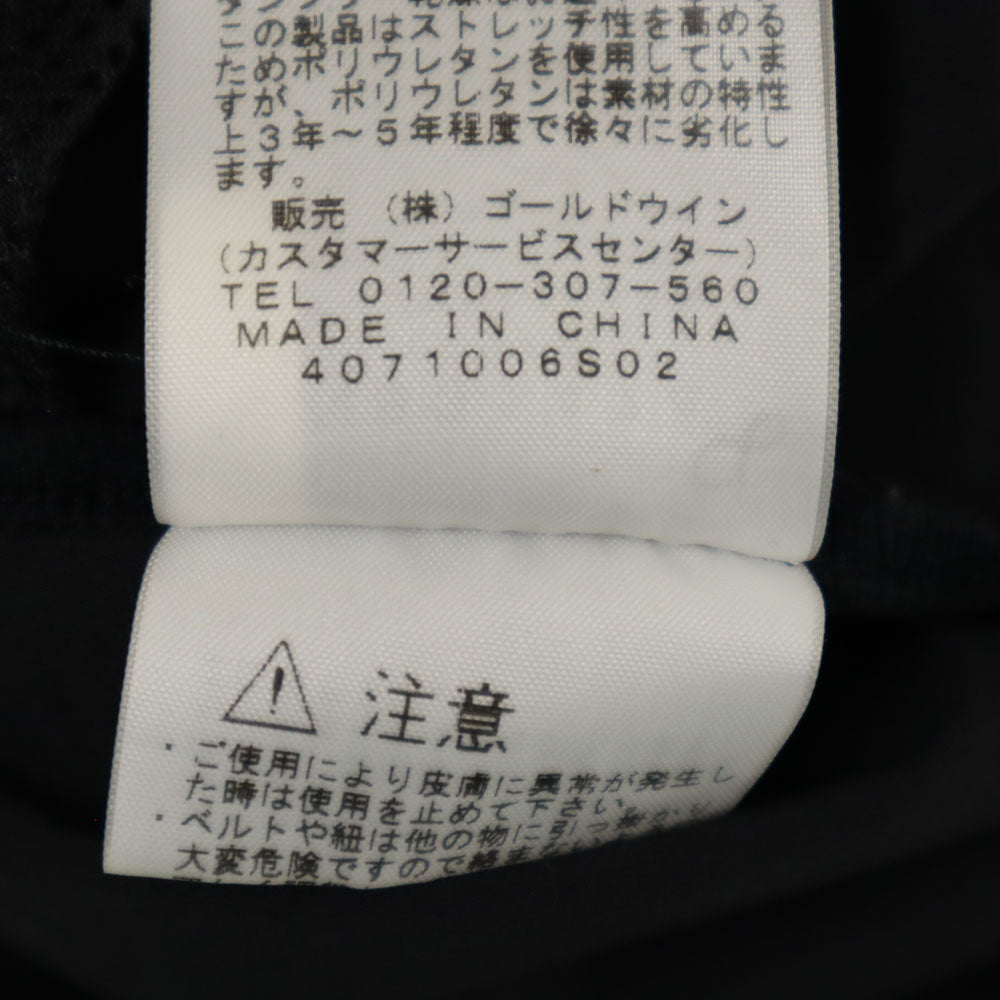 この製品はストレッチ性を高める
ためポリウレタンを使用していま
すが、ポリウレタンは素材の特性
上3年～5年程度で徐々に劣化し
ます。
販売 (株) ゴールドウイン
(カスタマーサービスセンター)
TEL 0120-307-560
MADE IN CHINA
4071006S02
注意
・ご使用により皮膚に異常が発生し
た時は使用を止めて下さい。
・ベルトや紐は他の物に引っ掛かり
大変危険ですので